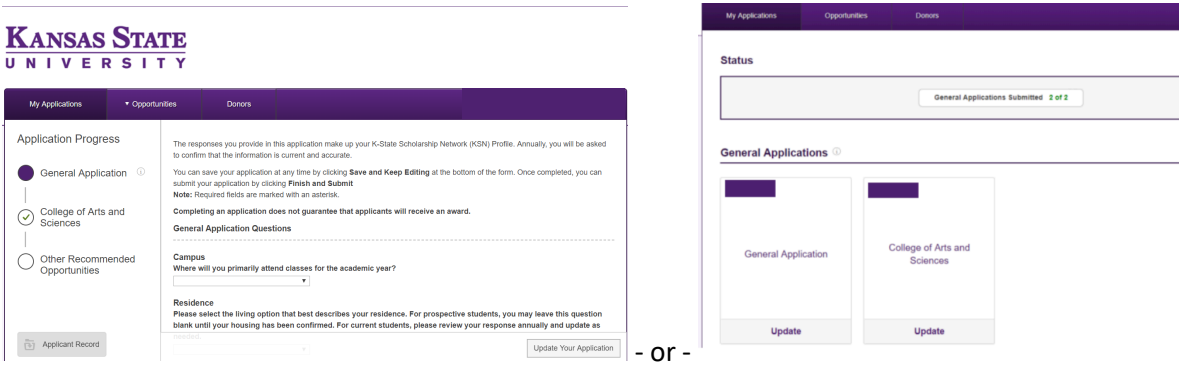 KANSAS STATE
UNIVERSITY
My Applications ▼ Opportunities Donors
Application Progress
General Application
College of Arts and
Sciences
Other Recommended
Opportunities
Applicant Record
The responses you provide in this application make up your K-State Scholarship Network (KSN) Profile. Annually, you will be asked
to confirm that the information is current and accurate.
You can save your application at any time by clicking Save and Keep Editing at the bottom of the form. Once completed, you can
submit your application by clicking Finish and Submit
Note: Required fields are marked with an asterisk.
Completing an application does not guarantee that applicants will receive an award.
General Application Questions
Campus
Where will you primarily attend classes for the academic year?
Residence
Please select the living option that best describes your residence. For prospective students, you may leave this question
blank until your housing has been confirmed. For current students, please review your response annually and update as
needed.
Update Your Application
- or -
My Applications Opportunities Donors
Status
General Applications Submitted 2 of 2
General Applications
General Application
Update
College of Arts and
Sciences
Update